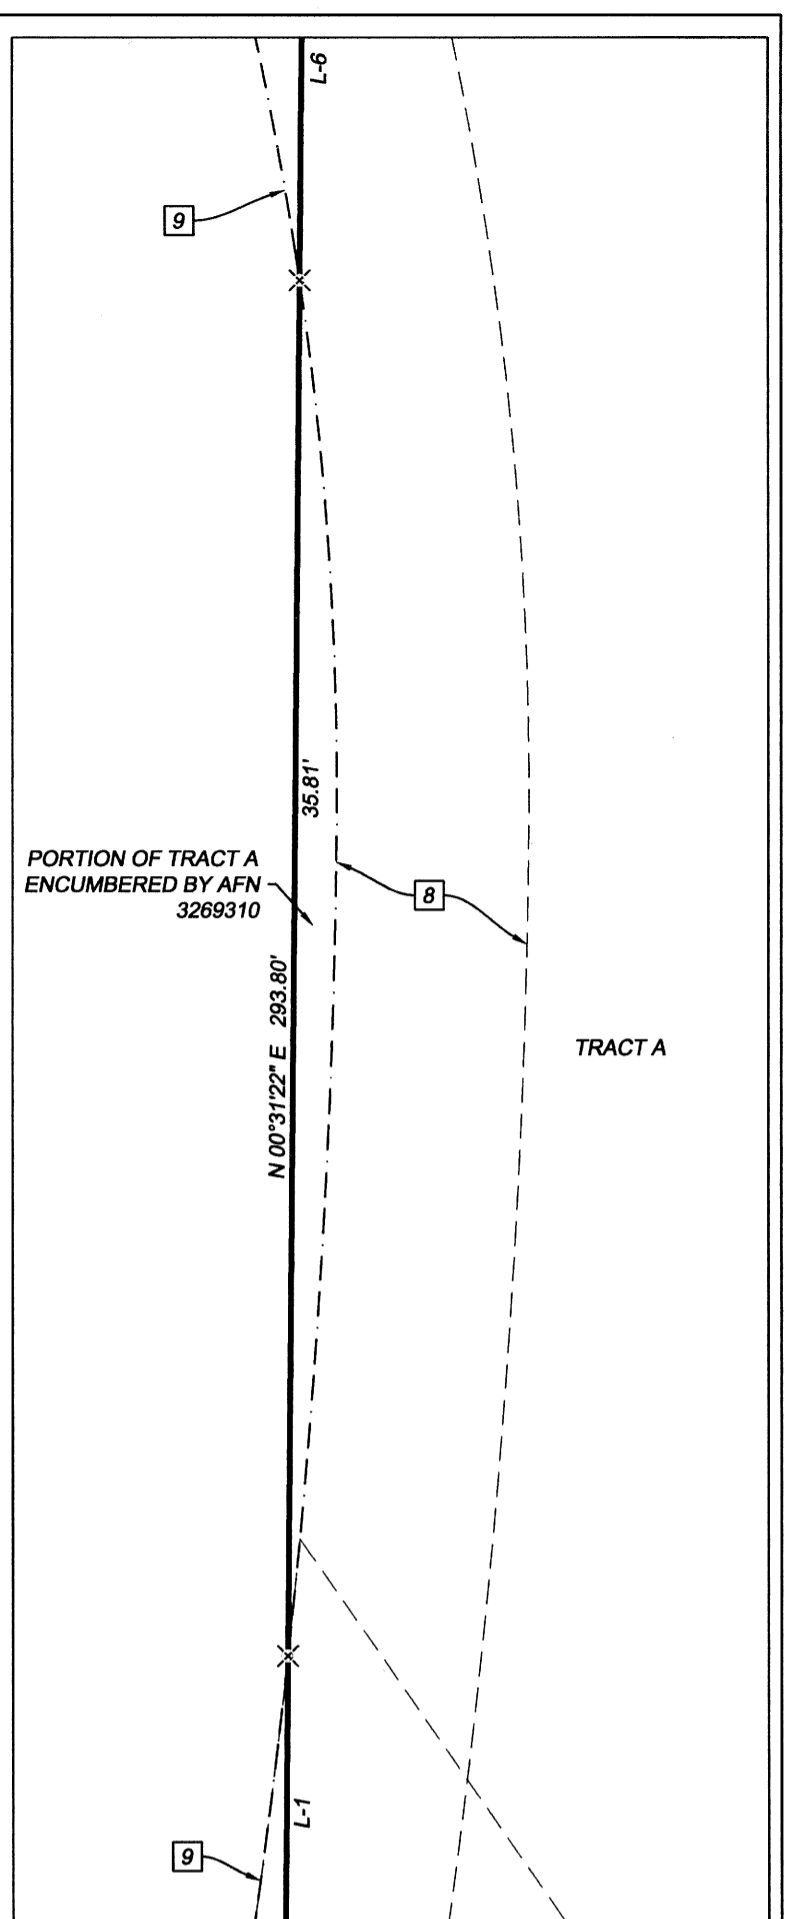 L-6
9
35.81'
PORTION OF TRACT A
ENCUMBERED BY AFN
3269310
8
N 00°31'22" E 293.80'
TRACT A
L-1
9